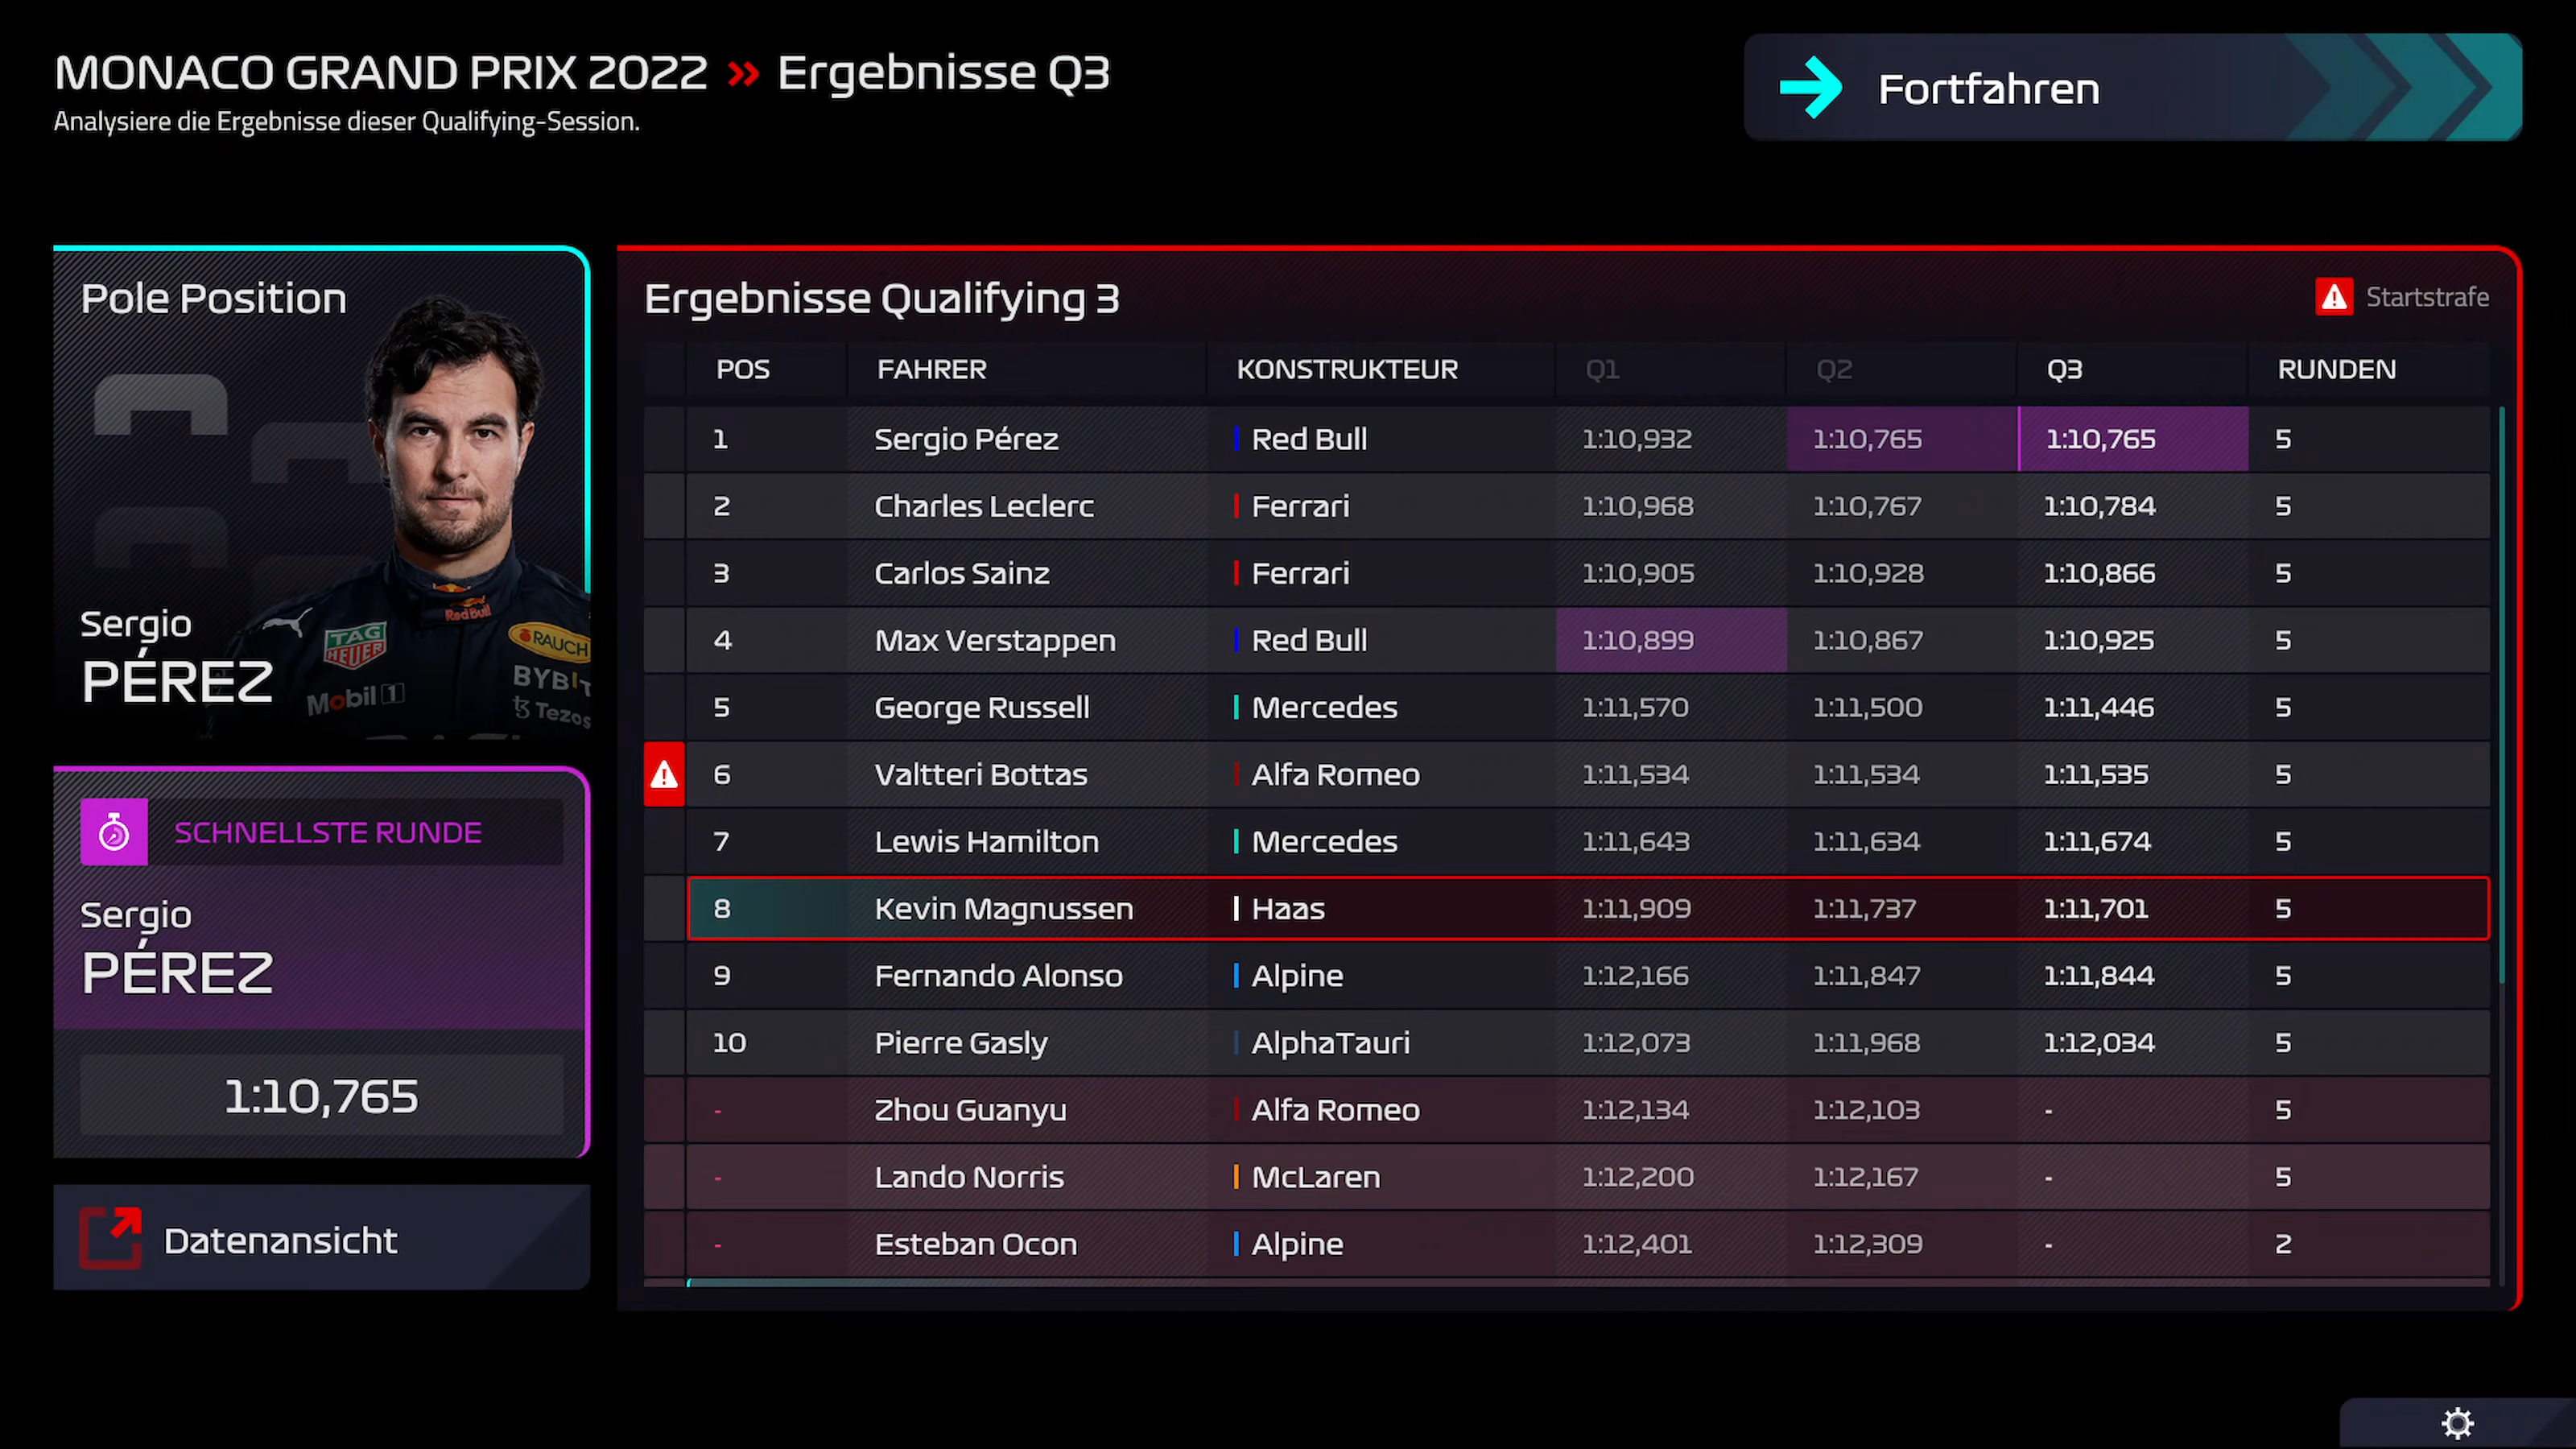 MONACO GRAND PRIX 2022 » Ergebnisse Q3
Analysiere die Ergebnisse dieser Qualifying-Session.
Fortfahren
Pole Position
Sergio
PÉREZ
TAG
HEUER
Red Bull
RAUCH
Mobil 1
BYBIT
Tezos
SCHNELLSTE RUNDE
Sergio
PÉREZ
1:10,765
Datenansicht
Ergebnisse Qualifying 3
Startstrafe
POS FAHRER KONSTRUKTEUR Q1 Q2 Q3 RUNDEN
1 Sergio Pérez Red Bull 1:10,932 1:10,765 1:10,765 5
2 Charles Leclerc Ferrari 1:10,968 1:10,767 1:10,784 5
3 Carlos Sainz Ferrari 1:10,905 1:10,928 1:10,866 5
4 Max Verstappen Red Bull 1:10,899 1:10,867 1:10,925 5
5 George Russell Mercedes 1:11,570 1:11,500 1:11,446 5
6 Valtteri Bottas Alfa Romeo 1:11,534 1:11,534 1:11,535 5
7 Lewis Hamilton Mercedes 1:11,643 1:11,634 1:11,674 5
8 Kevin Magnussen Haas 1:11,909 1:11,737 1:11,701 5
9 Fernando Alonso Alpine 1:12,166 1:11,847 1:11,844 5
10 Pierre Gasly AlphaTauri 1:12,073 1:11,968 1:12,034 5
- Zhou Guanyu Alfa Romeo 1:12,134 1:12,103 - 5
- Lando Norris McLaren 1:12,200 1:12,167 - 5
- Esteban Ocon Alpine 1:12,401 1:12,309 - 2